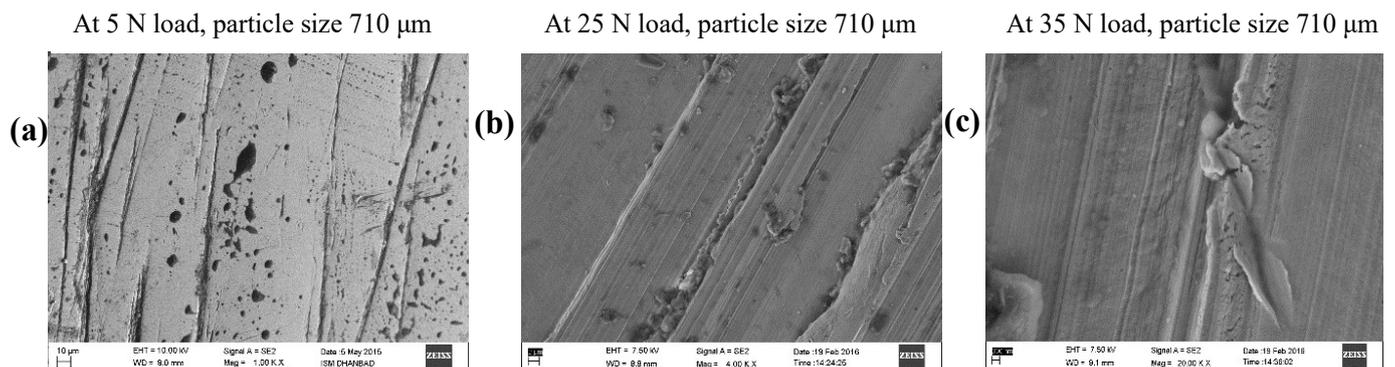 At 5 N load, particle size 710 μm
At 25 N load, particle size 710 μm
At 35 N load, particle size 710 μm
(a)
(b)
(c)
10 μm
EHT = 10.00 kV
Signal A = SE2
Date :5 May 2015
ZEISS
WD = 9.0 mm
Mag = 1.00 K X
ISM DHANBAD
EHT = 7.50 kV
Signal A = SE2
Date :19 Feb 2016
ZEISS
WD = 9.8 mm
Mag = 4.00 K X
Time :14:24:26
EHT = 7.50 kV
Signal A = SE2
Date :19 Feb 2016
ZEISS
WD = 9.1 mm
Mag = 20.00 K X
Time :14:38:02